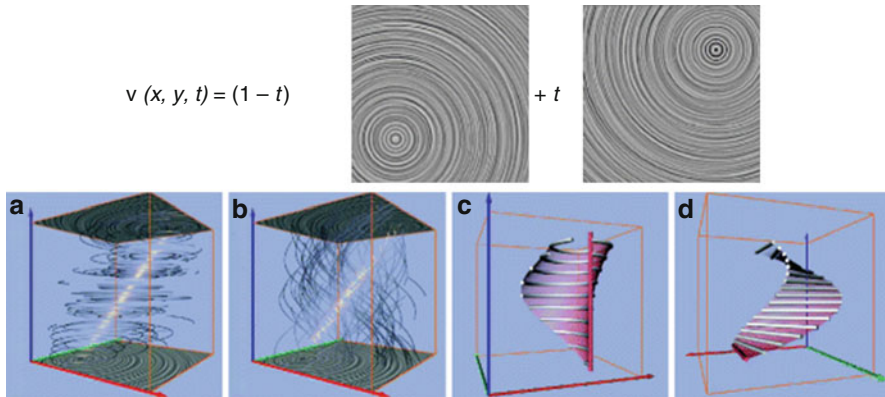 v (x, y, t) = (1 – t) + t
a b c d